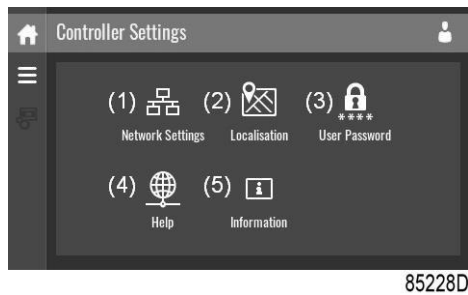 Controller Settings
(1) (2) (3) ****
Network Settings Localisation User Password
(4) (5) i
Help Information
85228D